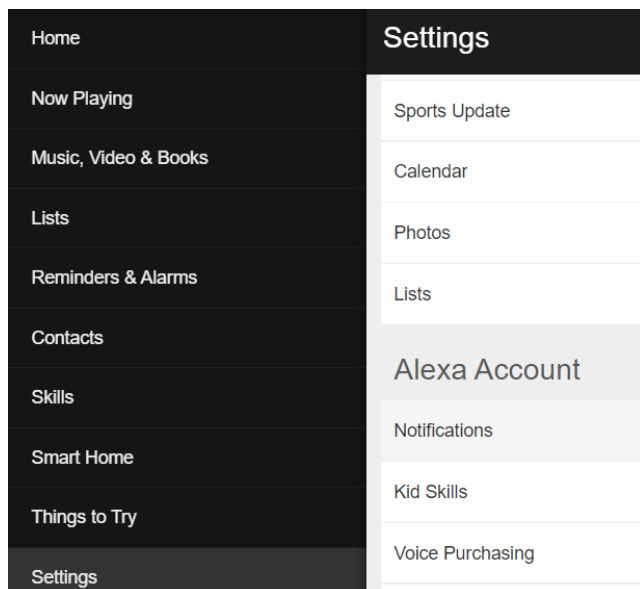 Home
Now Playing
Music, Video & Books
Lists
Reminders & Alarms
Contacts
Skills
Smart Home
Things to Try
Settings
Settings
Sports Update
Calendar
Photos
Lists
Alexa Account
Notifications
Kid Skills
Voice Purchasing